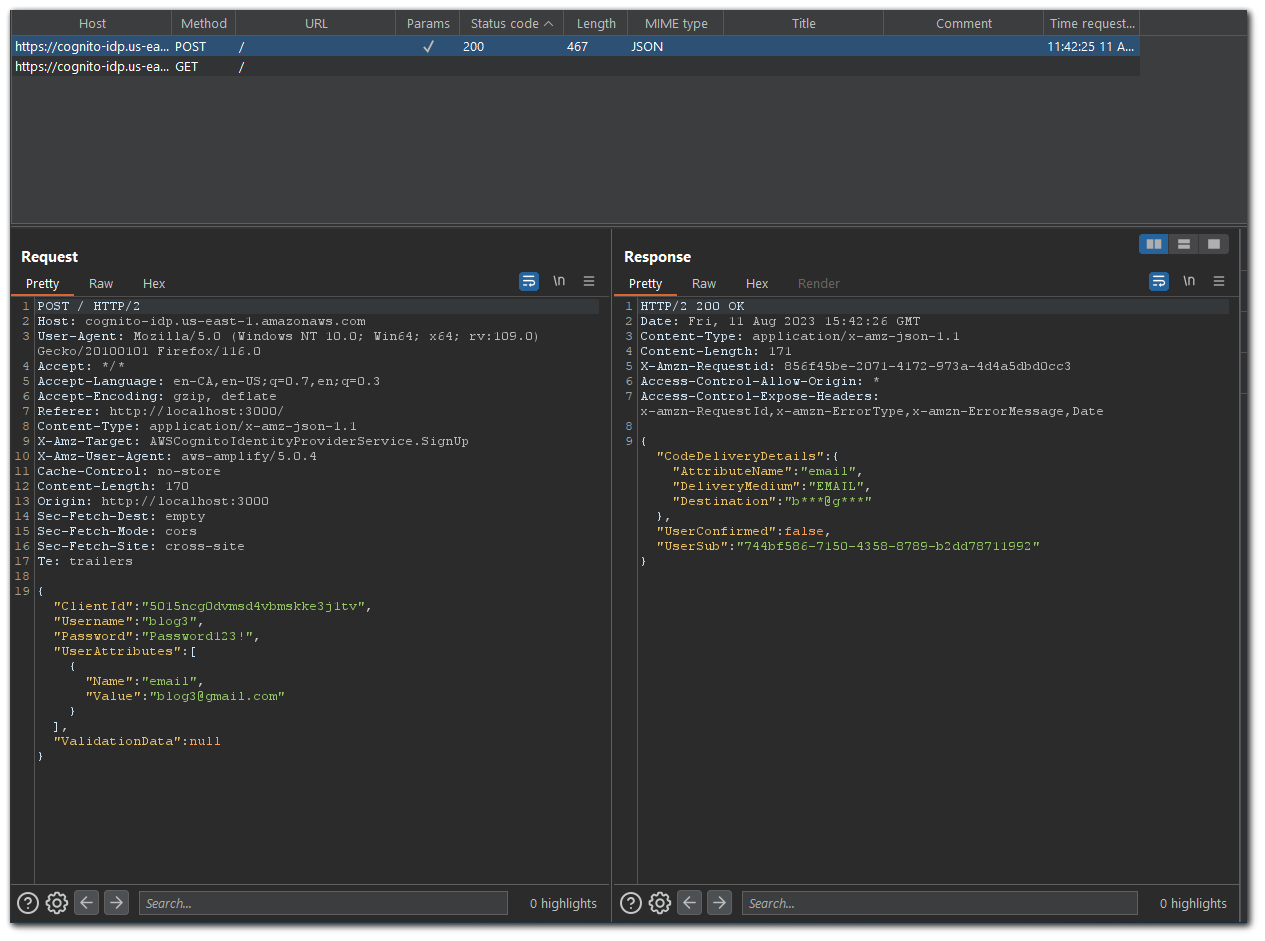 Host Method URL Params Status code Length MIME type Title Comment Time request...
https://cognito-idp.us-ea... POST / ✓ 200 467 JSON 11:42:25 11 A...
https://cognito-idp.us-ea... GET /
Request
Pretty Raw Hex \n
1 POST / HTTP/2
2 Host: cognito-idp.us-east-1.amazonaws.com
3 User-Agent: Mozilla/5.0 (Windows NT 10.0; Win64; x64; rv:109.0)
Gecko/20100101 Firefox/116.0
4 Accept: */*
5 Accept-Language: en-CA,en-US;q=0.7,en;q=0.3
6 Accept-Encoding: gzip, deflate
7 Referer: http://localhost:3000/
8 Content-Type: application/x-amz-json-1.1
9 X-Amz-Target: AWSCognitoIdentityProviderService.SignUp
10 X-Amz-User-Agent: aws-amplify/5.0.4
11 Cache-Control: no-store
12 Content-Length: 170
13 Origin: http://localhost:3000
14 Sec-Fetch-Dest: empty
15 Sec-Fetch-Mode: cors
16 Sec-Fetch-Site: cross-site
17 Te: trailers
18
19 {
"ClientId":"5015ncg0dvmsd4vbmskke3j1tv",
"Username":"blog3",
"Password":"Password123!",
"UserAttributes":[
{
"Name":"email",
"Value":"blog3@gmail.com"
}
],
"ValidationData":null
}
Search...
0 highlights
Response
Pretty Raw Hex Render \n
1 HTTP/2 200 OK
2 Date: Fri, 11 Aug 2023 15:42:26 GMT
3 Content-Type: application/x-amz-json-1.1
4 Content-Length: 171
5 X-Amzn-Requestid: 856f45be-2071-4172-973a-4d4a5dbd0cc3
6 Access-Control-Allow-Origin: *
7 Access-Control-Expose-Headers:
x-amzn-RequestId,x-amzn-ErrorType,x-amzn-ErrorMessage,Date
8
9 {
"CodeDeliveryDetails":{
"AttributeName":"email",
"DeliveryMedium":"EMAIL",
"Destination":"b***@g***"
},
"UserConfirmed":false,
"UserSub":"744bf586-7150-4358-8789-b2dd78711992"
}
Search...
0 highlights